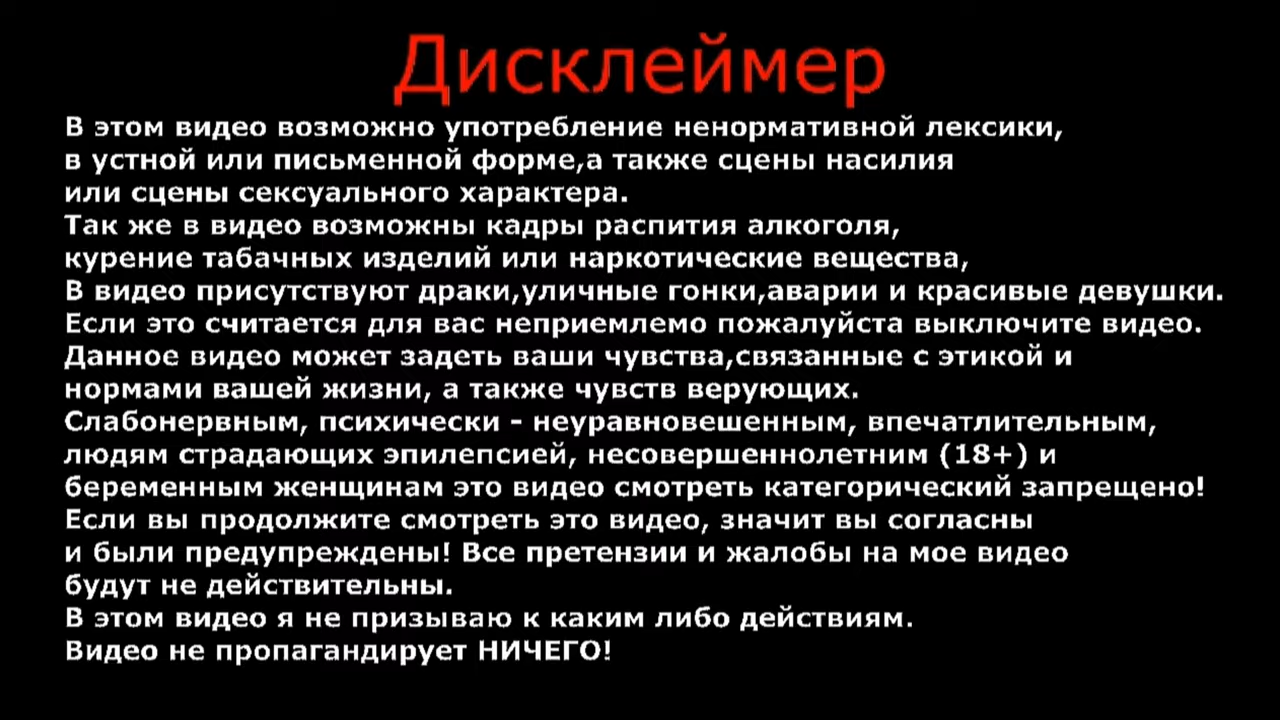 Дисклеймер
В этом видео возможно употребление ненормативной лексики,
в устной или письменной форме,а также сцены насилия
или сцены сексуального характера.
Так же в видео возможны кадры распития алкоголя,
курение табачных изделий или наркотические вещества,
В видео присутствуют драки,уличные гонки,аварии и красивые девушки.
Если это считается для вас неприемлемо пожалуйста выключите видео.
Данное видео может задеть ваши чувства,связанные с этикой и
нормами вашей жизни, а также чувств верующих.
Слабонервным, психически - неуравновешенным, впечатлительным,
людям страдающих эпилепсией, несовершеннолетним (18+) и
беременным женщинам это видео смотреть категорический запрещено!
Если вы продолжите смотреть это видео, значит вы согласны
и были предупреждены! Все претензии и жалобы на мое видео
будут не действительны.
В этом видео я не призываю к каким либо действиям.
Видео не пропагандирует НИЧЕГО!